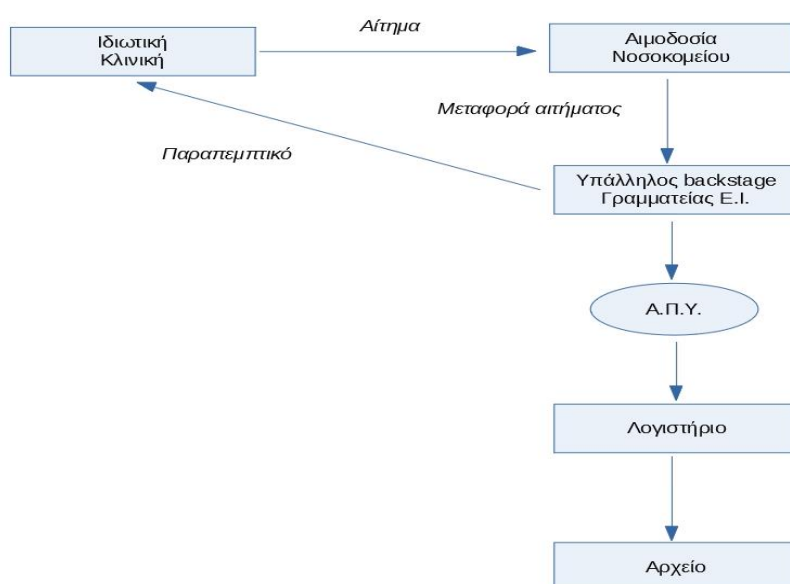 Ιδιωτική
Κλινική
Αίτημα
Αιμοδοσία
Νοσοκομείου
Μεταφορά αιτήματος
Παραπεμπτικό
Υπάλληλος backstage
Γραμματείας Ε.Ι.
Α.Π.Υ.
Λογιστήριο
Αρχείο